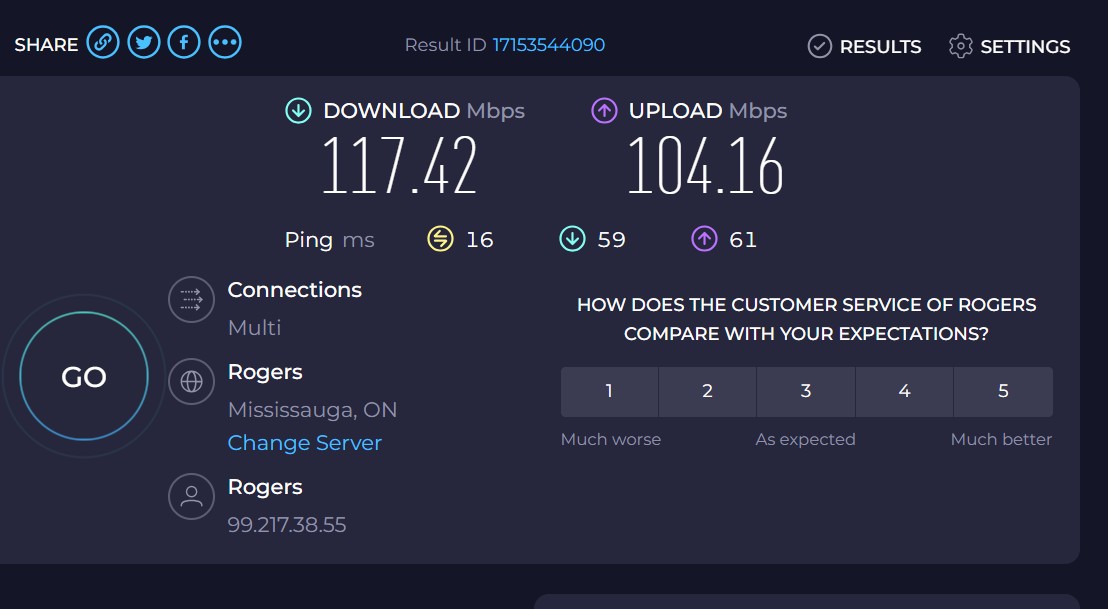 SHARE
Result ID 17153544090
RESULTS
SETTINGS
DOWNLOAD Mbps
117.42
UPLOAD Mbps
104.16
Ping ms 16 59 61
GO
Connections
Multi
Rogers
Mississauga, ON
Change Server
Rogers
99.217.38.55
HOW DOES THE CUSTOMER SERVICE OF ROGERS
COMPARE WITH YOUR EXPECTATIONS?
1 2 3 4 5
Much worse As expected Much better